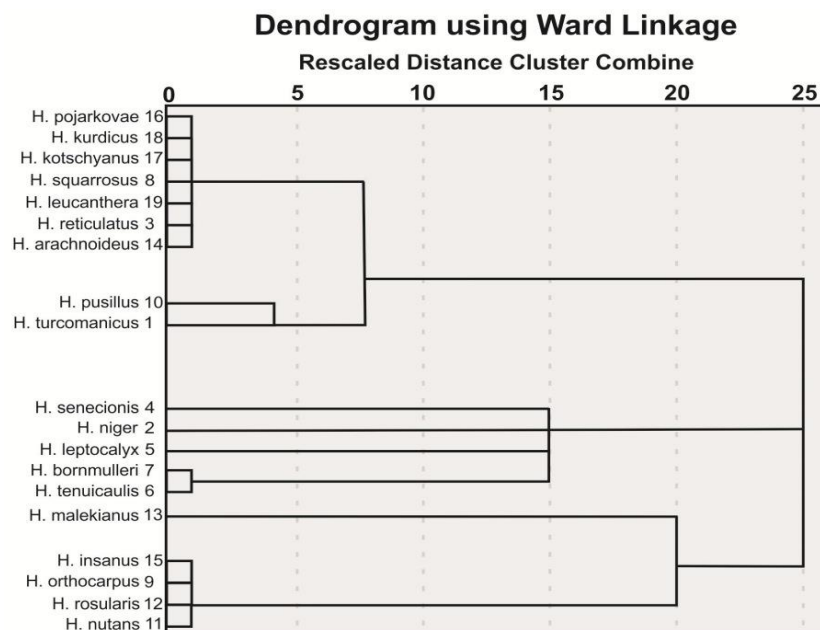 Dendrogram using Ward Linkage
Rescaled Distance Cluster Combine
0 5 10 15 20 25
H. pojarkovae 16
H. kurdicus 18
H. kotschyanus 17
H. squarrosus 8
H. leucanthera 19
H. reticulatus 3
H. arachnoideus 14
H. pusillus 10
H. turcomanicus 1
H. senecionis 4
H. niger 2
H. leptocalyx 5
H. bornmulleri 7
H. tenuicaulis 6
H. malekianus 13
H. insanus 15
H. orthocarpus 9
H. rosularis 12
H. nutans 11